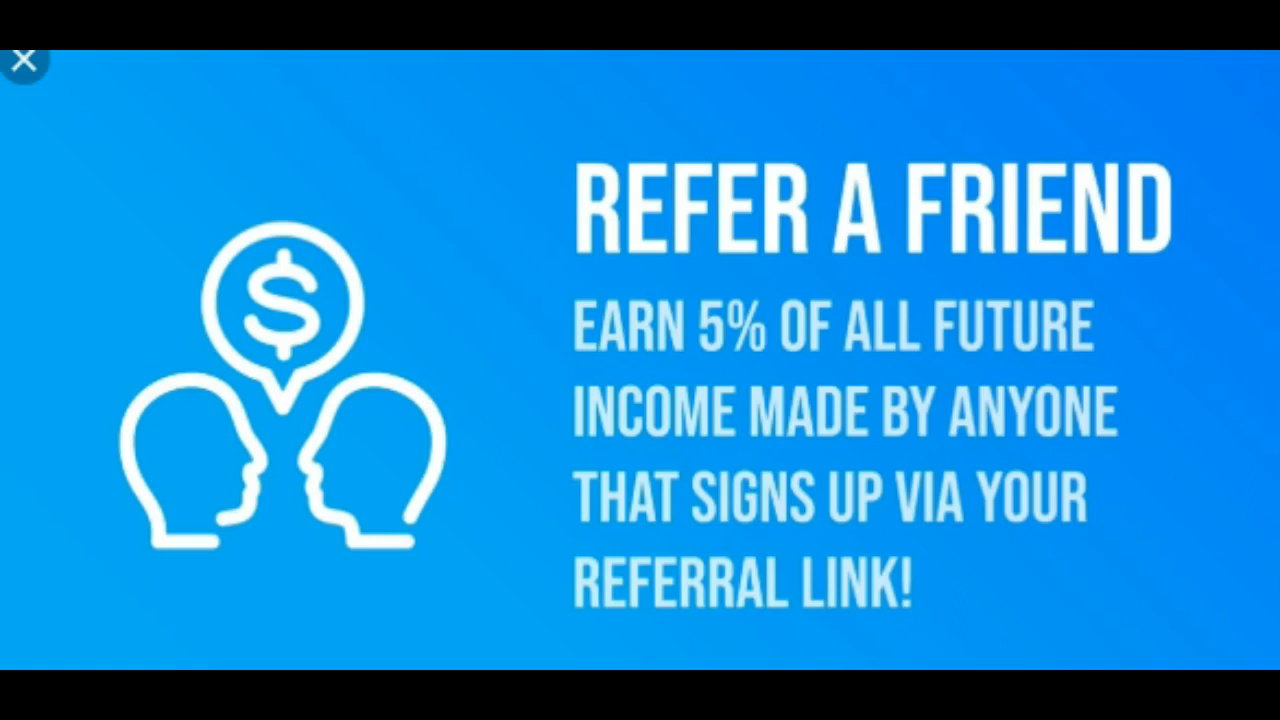 REFER A FRIEND
EARN 5% OF ALL FUTURE
INCOME MADE BY ANYONE
THAT SIGNS UP VIA YOUR
REFERRAL LINK!